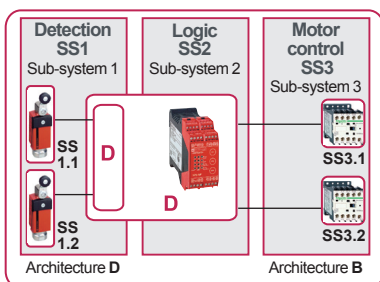 Detection
SS1
Sub-system 1
Logic
SS2
Sub-system 2
Motor
control
SS3
Sub-system 3
SS
1.1
D
D
SS3.1
SS
1.2
SS3.2
Architecture D
Architecture B